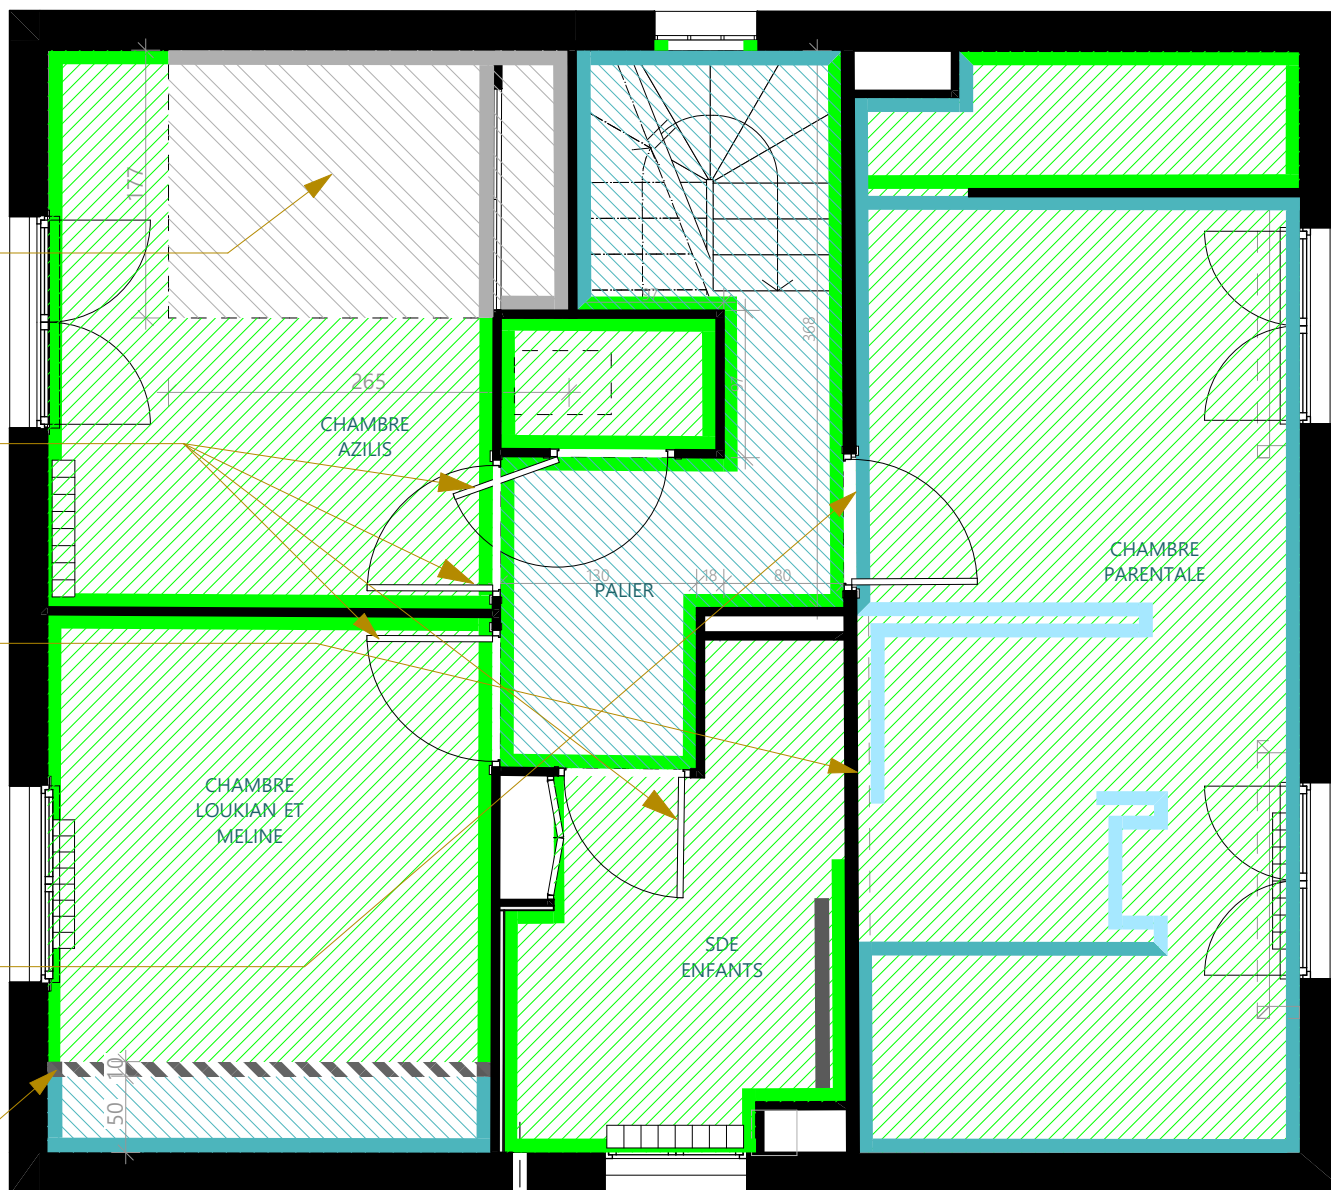 177
368
265
CHAMBRE
AZILIS
CHAMBRE
PARENTALE
130
18
80
PALIER
CHAMBRE
LOUKIAN ET
MELINE
SDE
ENFANTS
10
50